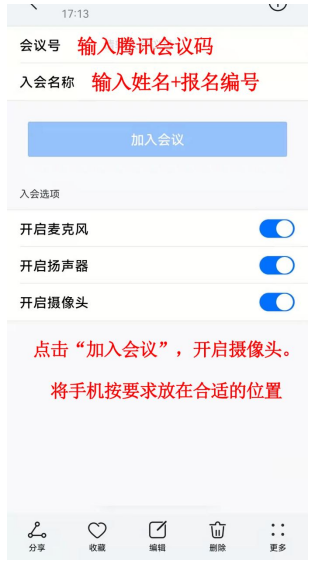 17:13
会议号 输入腾讯会议码
入会名称 输入姓名+报名编号
加入会议
入会选项
开启麦克风
开启扬声器
开启摄像头
点击“加入会议”，开启摄像头。
将手机按要求放在合适的位置
分享 收藏 编辑 删除 更多